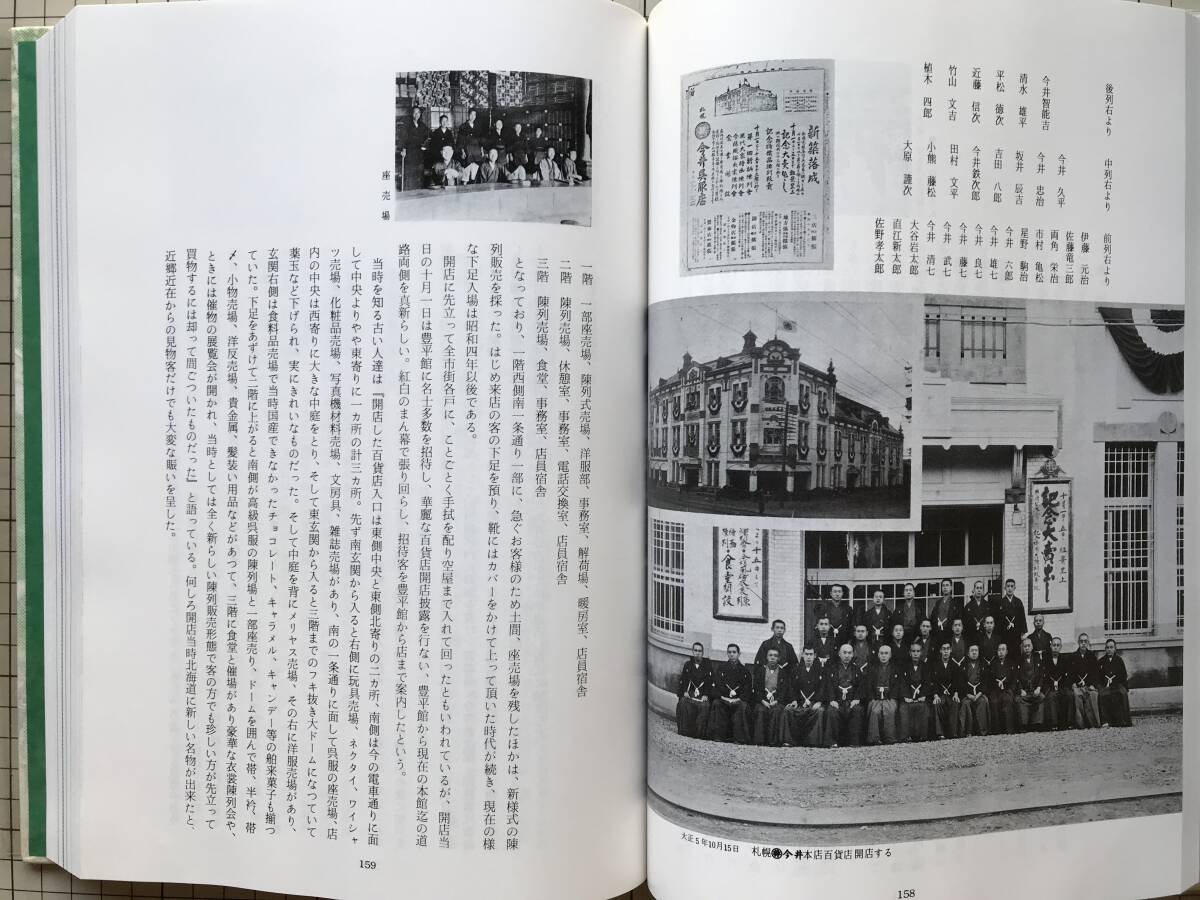 後列右より
今井智能吉
清水　雄平
平松　徳次
近藤　信次
竹山　文吉
植木　四郎
中列右より
今井　久平
今井　忠治
坂井　辰吉
吉田　八郎
今井鉄次郎
田村　文平
小熊　藤松
大原　謹次
前列右より
伊藤　元治
佐藤竜三郎
両角　栄治
市村　亀松
星野　駒治
今井　六郎
今井　雄七
今井　良七
今井　藤七
今井　武七
今井　清七
大谷岩太郎
直江新太郎
佐野孝太郎
新築落成
記念大売出し
今井呉服店
大正5年10月15日　札幌㊞今井本店百貨店開店する
158
座売場
一階　一部座売場、陳列式売場、洋服部、事務室、解荷場、暖房室、店員宿舎
二階　陳列売場、休憩室、事務室、電話交換室、店員宿舎
三階　陳列売場、食堂、事務室、店員宿舎
となっており、一階西側南一条通り一部に、急ぐお客様のため土間、座売場を残したほかは、新様式の陳
列販売を採った。はじめ来店の客の下足を預り、靴にはカバーをかけて上って頂いた時代が続き、現在の様
な下足入場は昭和四年以後である。
開店に先立って全市街各戸に、ことごとく手拭を配り空屋まで入れて回ったともいわれているが、開店当
日の十月一日は豊平館に名士多数を招待し、華麗な百貨店開店披露を行ない、豊平館から現在の本館迄の道
路両側を真新らしい。紅白のまん幕で張り回らし、招待客を豊平館から店まで案内したという。
当時を知る古い人達は『開店した百貨店入口は東側中央と東側北寄りの二カ所、南側は今の電車通りに面
して中央よりやや東寄りに一カ所の計三カ所。先ず南玄関から入ると右側に玩具売場、ネクタイ、ワイシャ
ツ売場、化粧品売場、写真機材料売場、文房具、雑誌売場があり、南の一条通りに面して呉服の座売場、店
内の中央は西寄りに大きな中庭をとり、そして東玄関から入ると三階までのフキ抜き大ドームになつていて
薬玉など下げられ、実にきれいなものだった。そして中庭を背にメリヤス売場、その右に洋服売場があり、
玄関右側は食料品売場で当時国産できなかったチョコレート、キャラメル、キャンデー等の舶来菓子も揃つ
ていた。下足をあずけて二階に上がると南側が高級呉服の陳列場と一部座売り、ドームを囲んで帯、半衿、帯
〆、小物売場、洋反売場、貴金属、髪装い用品などがあつて、三階に食堂と催場があり豪華な衣裳陳列会や、
ときには催物の展覧会が開かれ、当時としては全く新らしい陳列販売形態で客の方でも珍しい方が先立って
買物するには却って間ごついたものだった』と語っている。何しろ開店当時北海道に新しい名物が出来たと、
近郷近在からの見物客だけでも大変な賑いを呈した。
159